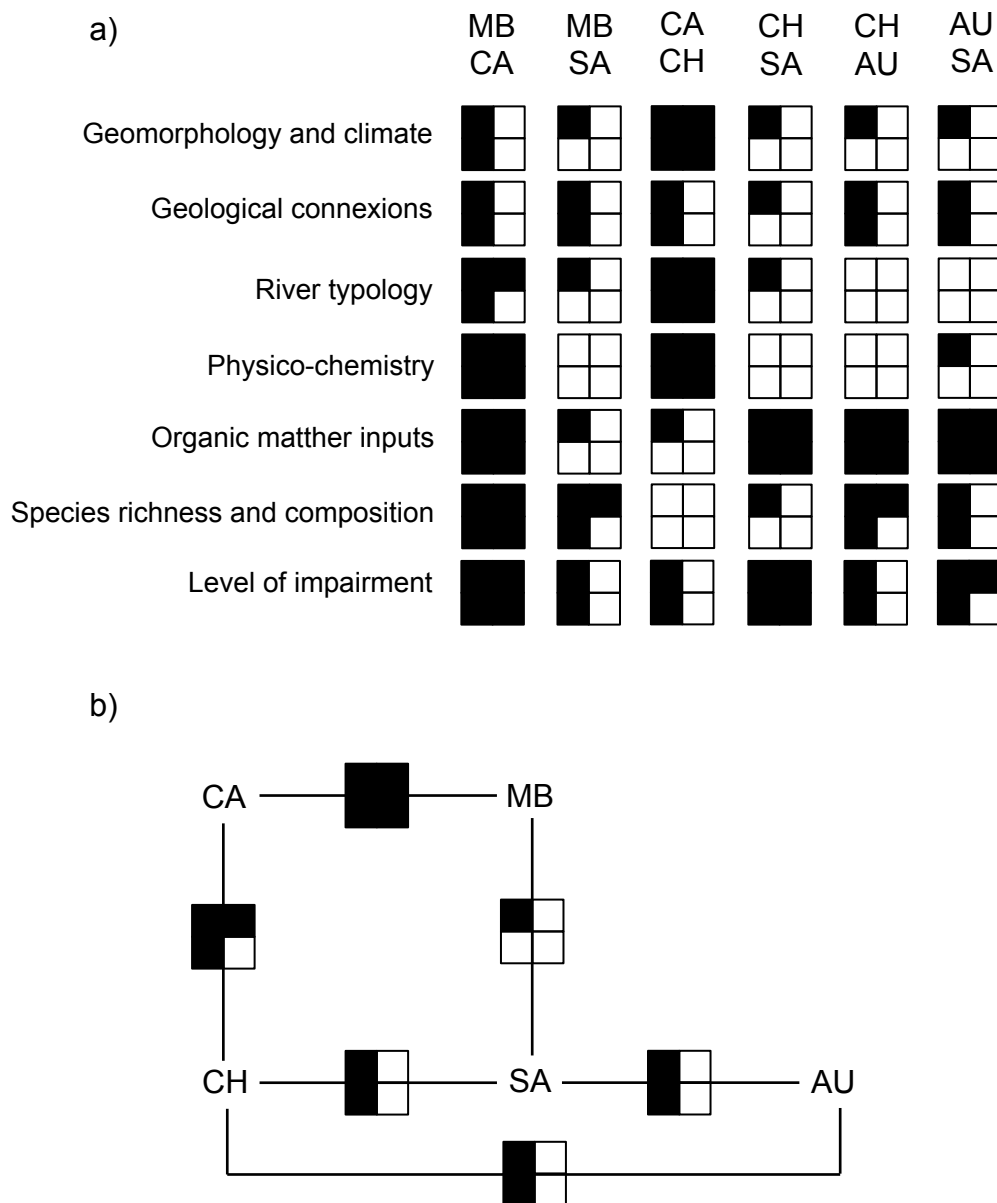 a)
MB MB CA CH CH AU
CA SA CH SA AU SA
Geomorphology and climate
Geological connexions
River typology
Physico-chemistry
Organic matther inputs
Species richness and composition
Level of impairment
b)
CA MB
CH SA AU